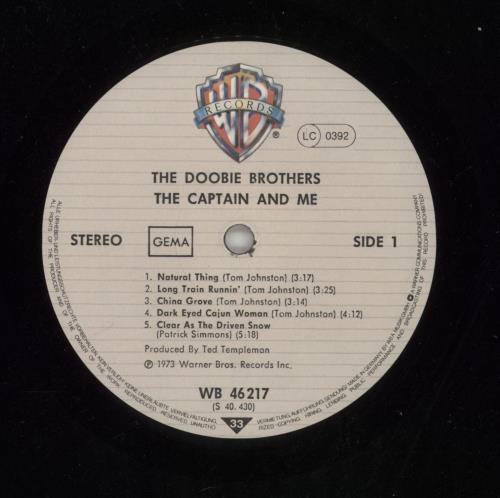 WB
RECORDS
®
LC 0392
THE DOOBIE BROTHERS
THE CAPTAIN AND ME
STEREO
GEMA
SIDE 1
1. Natural Thing (Tom Johnston) (3:17)
2. Long Train Runnin' (Tom Johnston) (3:25)
3. China Grove (Tom Johnston) (3:14)
4. Dark Eyed Cajun Woman (Tom Johnston) (4:12)
5. Clear As The Driven Snow
(Patrick Simmons) (5:18)
Produced By Ted Templeman
℗ 1973 Warner Bros. Records Inc.
WB 46 217
(S 40. 430)
33